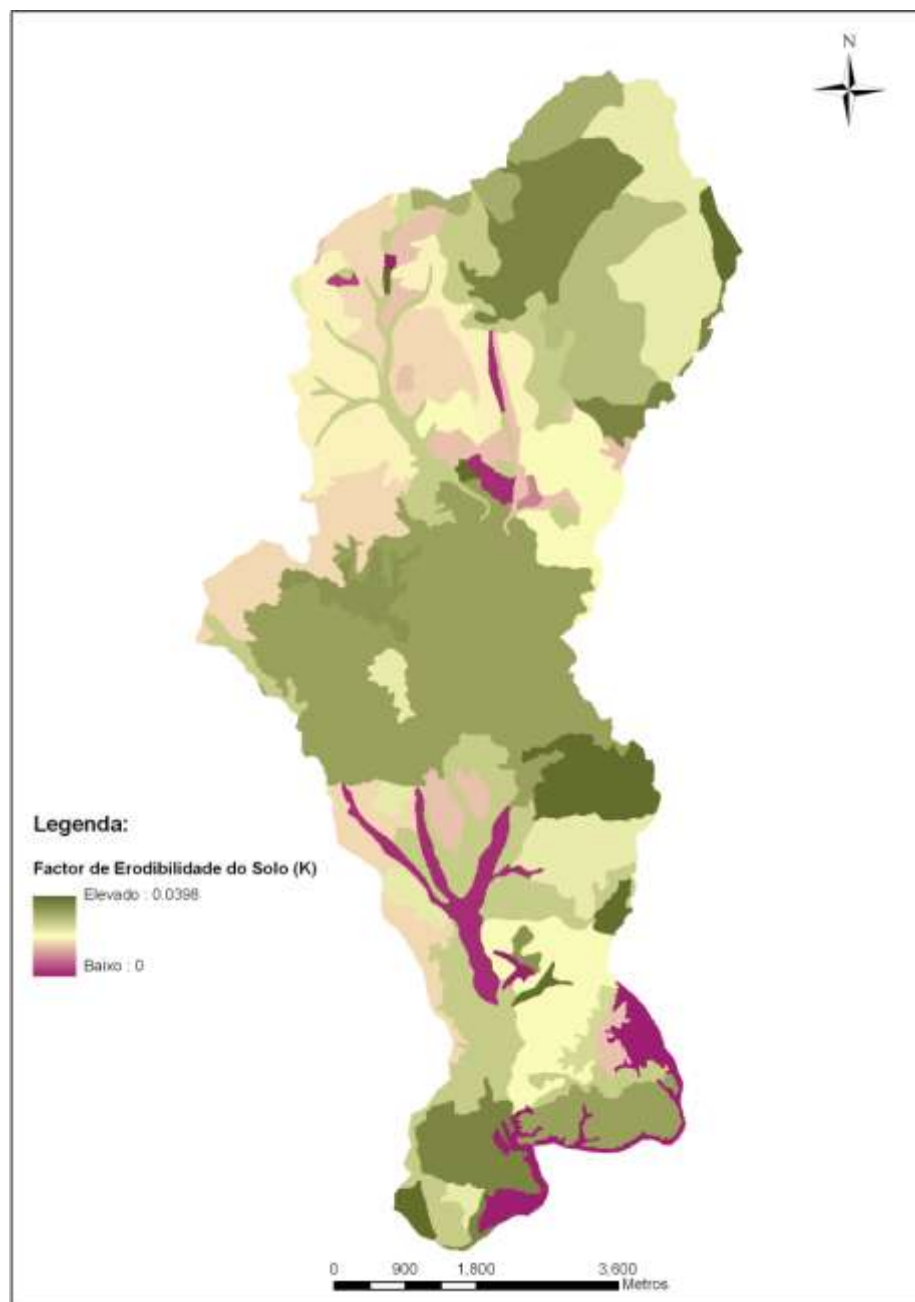 N
Legenda:
Factor de Erodibilidade do Solo (K)
Elevado : 0.0398
Baixo : 0
0 900 1,800 3,600
Metros